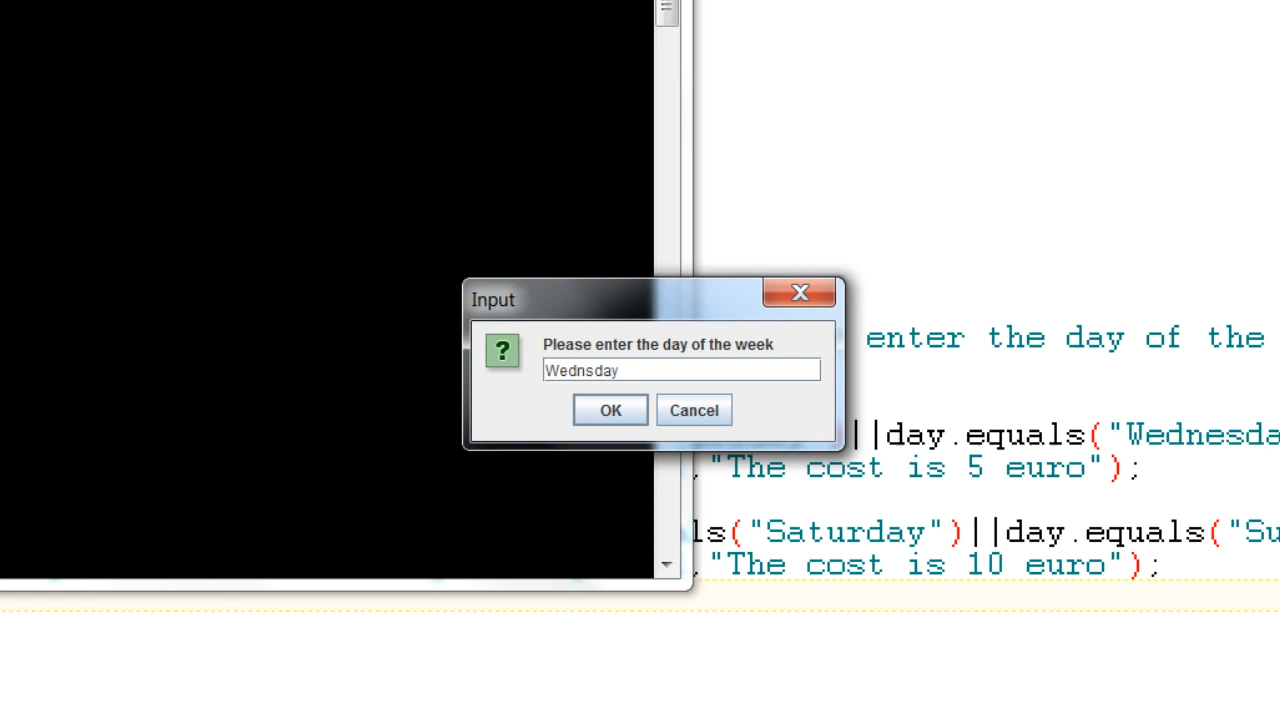 Input
Please enter the day of the week
Wednsday
OK Cancel
enter the day of the
||day.equals("Wednesda
,"The cost is 5 euro");
ls("Saturday")||day.equals("Su
,"The cost is 10 euro");